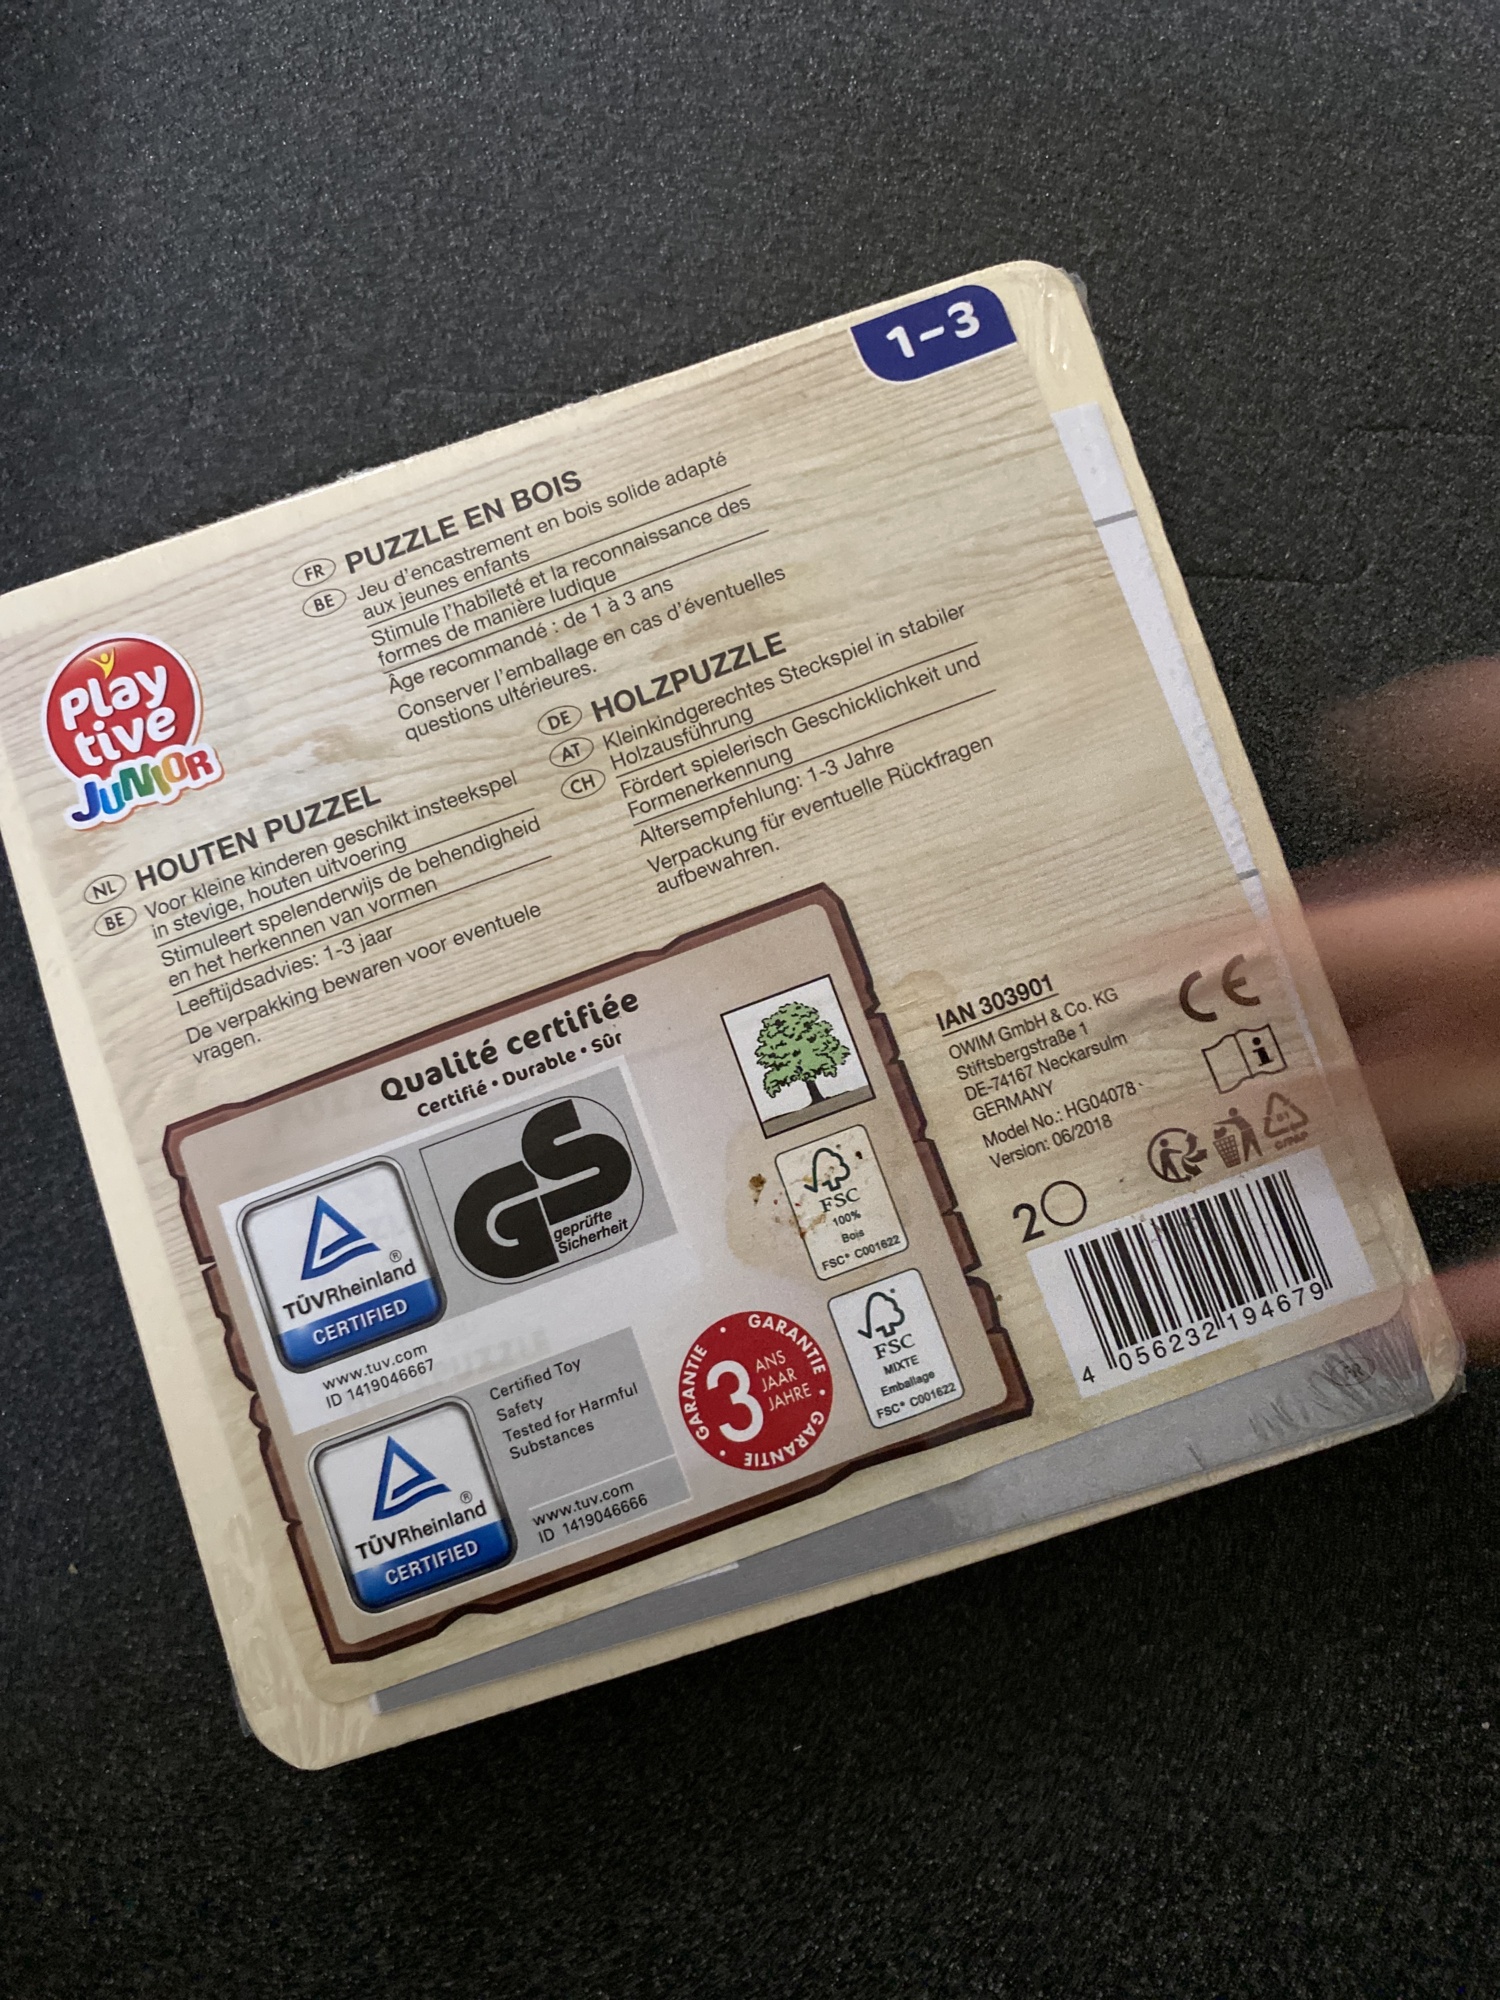 1-3
FR
BE
PUZZLE EN BOIS
Jeu d'encastrement en bois solide adapté
aux jeunes enfants
Stimule l'habileté et la reconnaissance des
formes de manière ludique
Âge recommandé : de 1 à 3 ans
Conserver l'emballage en cas d'éventuelles
questions ultérieures.
Play
tive
JUNIOR
DE
AT
CH
HOLZPUZZLE
Kleinkindgerechtes Steckspiel in stabiler
Holzausführung
Fördert spielerisch Geschicklichkeit und
Formenerkennung
Altersempfehlung: 1-3 Jahre
Verpackung für eventuelle Rückfragen
aufbewahren.
NL
BE
HOUTEN PUZZEL
Voor kleine kinderen geschikt insteekspel
in stevige, houten uitvoering
Stimuleert spelenderwijs de behendigheid
en het herkennen van vormen
Leeftijdsadvies: 1-3 jaar
De verpakking bewaren voor eventuele
vragen.
Qualité certifiée
Certifié • Durable • Sûr
TÜVRheinland®
CERTIFIED
GS
geprüfte
Sicherheit
www.tuv.com
ID 1419046667
TÜVRheinland®
CERTIFIED
Certified Toy
Safety
Tested for Harmful
Substances
www.tuv.com
ID 1419046666
GARANTIE • GARANTIE • GARANTIE • GARANTIE
3
ANS
JAAR
JAHRE
FSC
100%
Bois
FSC® C001622
FSC
MIXTE
Emballage
FSC® C001622
IAN 303901
OWIM GmbH & Co. KG
Stiftsbergstraße 1
DE-74167 Neckarsulm
GERMANY
Model No.: HG04078
Version: 06/2018
CE
i
20
4 056232 194679